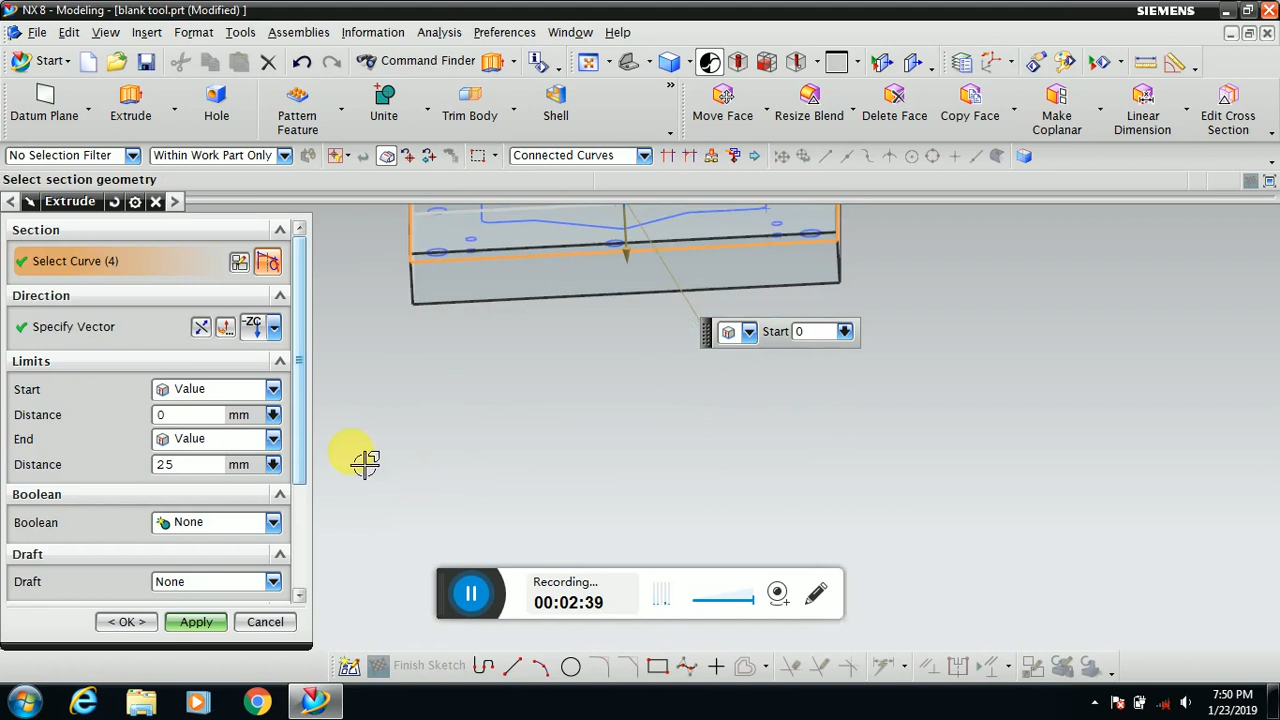 NX 8 - Modeling - [blank tool.prt (Modified) ]
SIEMENS
File Edit View Insert Format Tools Assemblies Information Analysis Preferences Window Help
Start Command Finder
Datum Plane Extrude Hole Pattern Feature Unite Trim Body Shell Move Face Resize Blend Delete Face Copy Face Make Coplanar Linear Dimension Edit Cross Section
No Selection Filter Within Work Part Only Connected Curves
Select section geometry
Extrude
Section
Select Curve (4)
Direction
Specify Vector
-ZC
Limits
Start Value
Distance 0 mm
End Value
Distance 25 mm
Boolean
Boolean None
Draft
Draft None
< OK > Apply Cancel
Start 0
Recording...
00:02:39
Finish Sketch
7:50 PM
1/23/2019